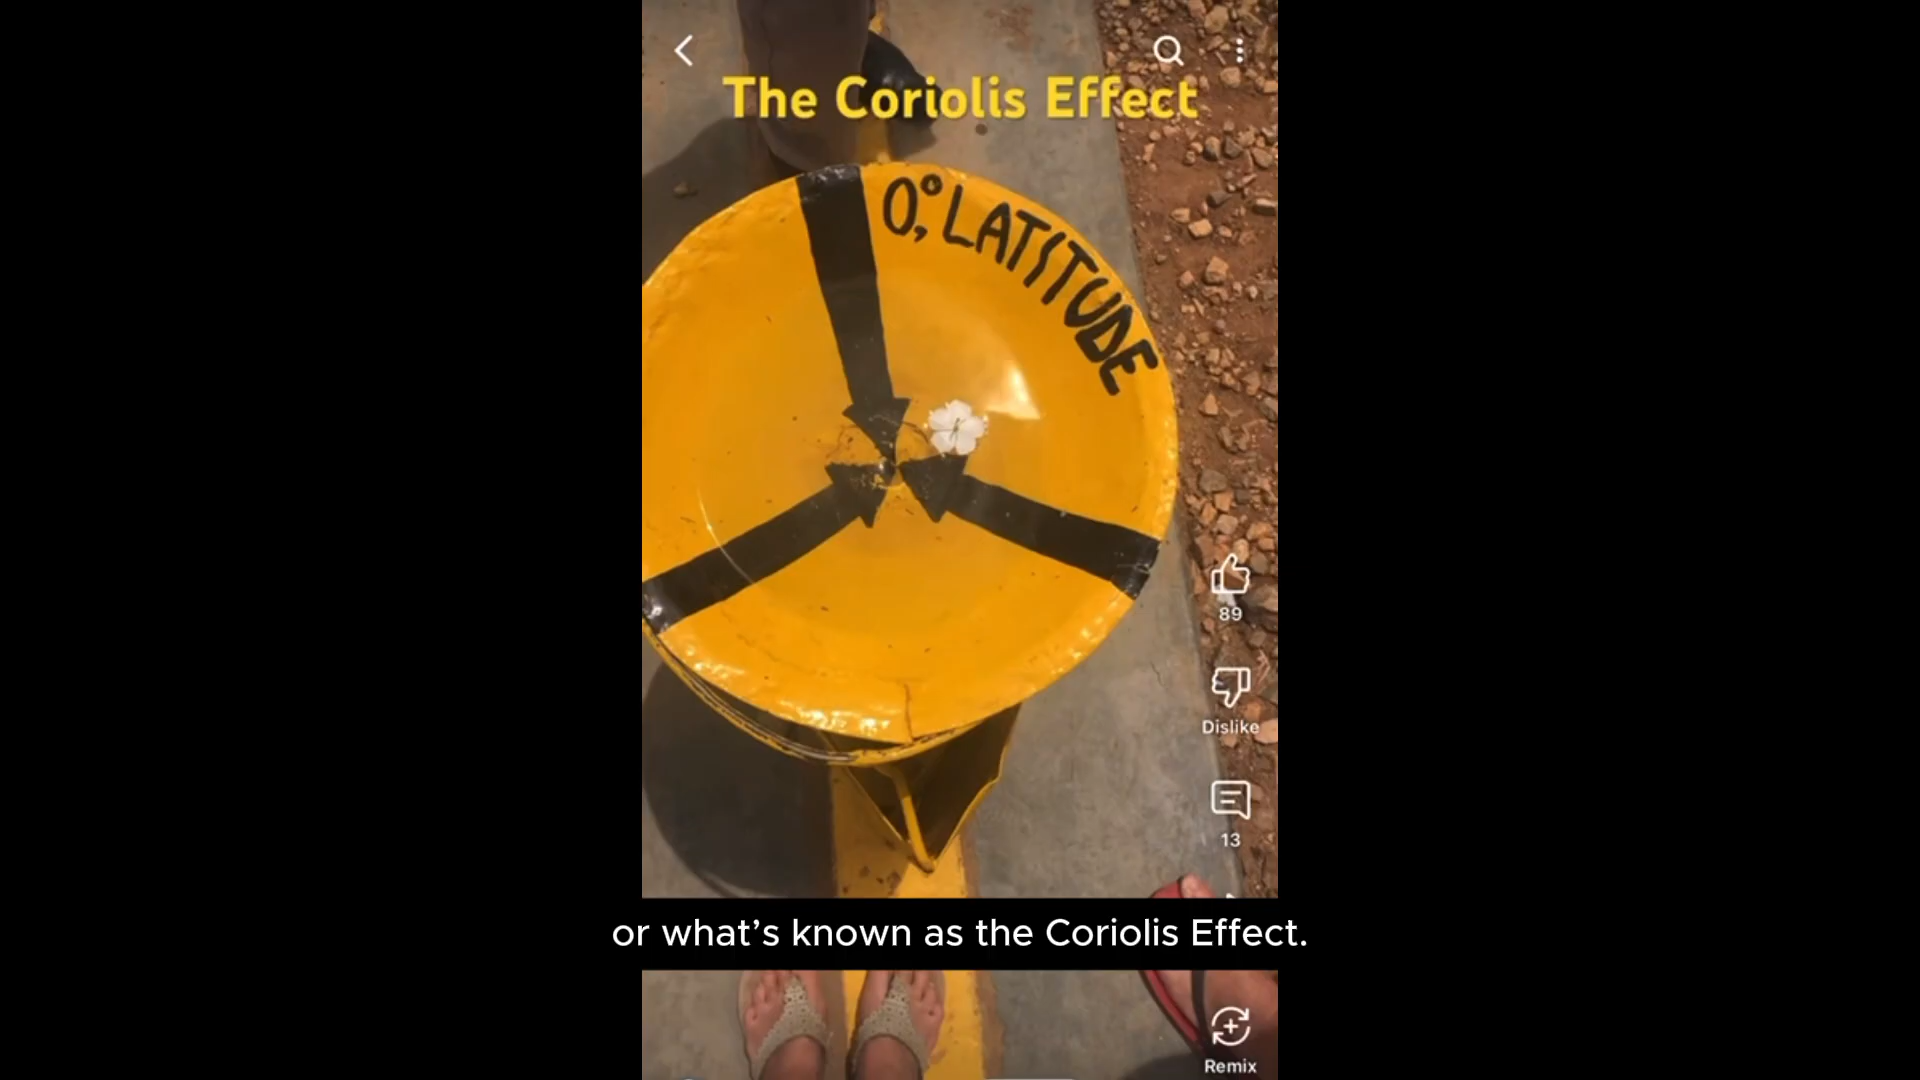 The Coriolis Effect
0°, LATITUDE
89
Dislike
13
or what's known as the Coriolis Effect.
Remix